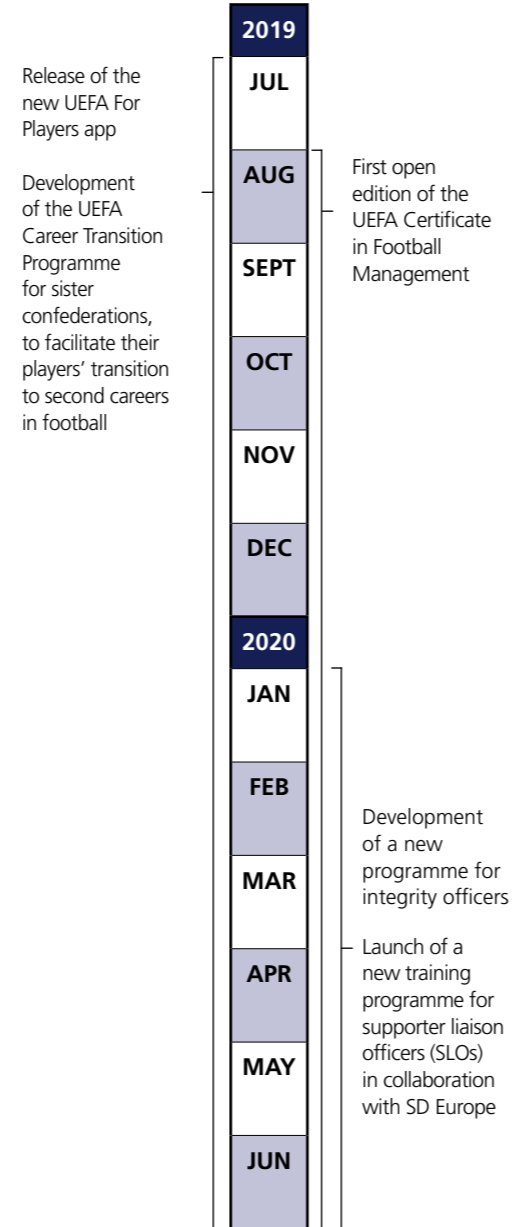 2019
JUL
Release of the
new UEFA For
Players app
Development
of the UEFA
Career Transition
Programme
for sister
confederations,
to facilitate their
players’ transition
to second careers
in football
AUG
First open
edition of the
UEFA Certificate
in Football
Management
SEPT
OCT
NOV
DEC
2020
JAN
FEB
Development
of a new
programme for
integrity officers
MAR
Launch of a
new training
programme for
supporter liaison
officers (SLOs)
in collaboration
with SD Europe
APR
MAY
JUN